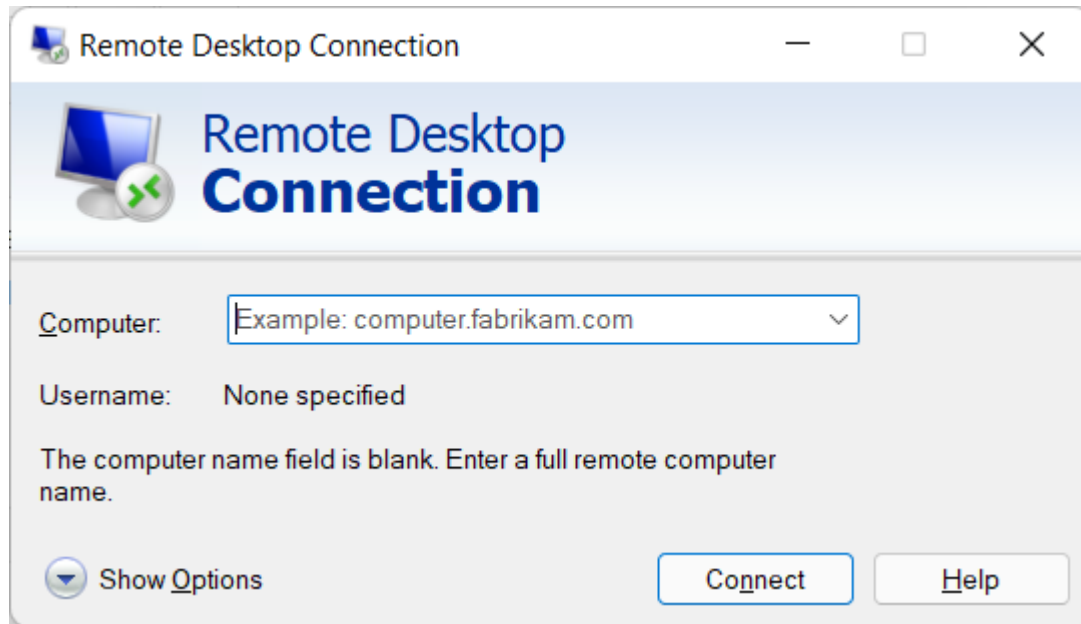 Remote Desktop Connection
Remote Desktop
Connection
Computer:
Example: computer.fabrikam.com
Username:
None specified
The computer name field is blank. Enter a full remote computer
name.
Show Options
Connect
Help